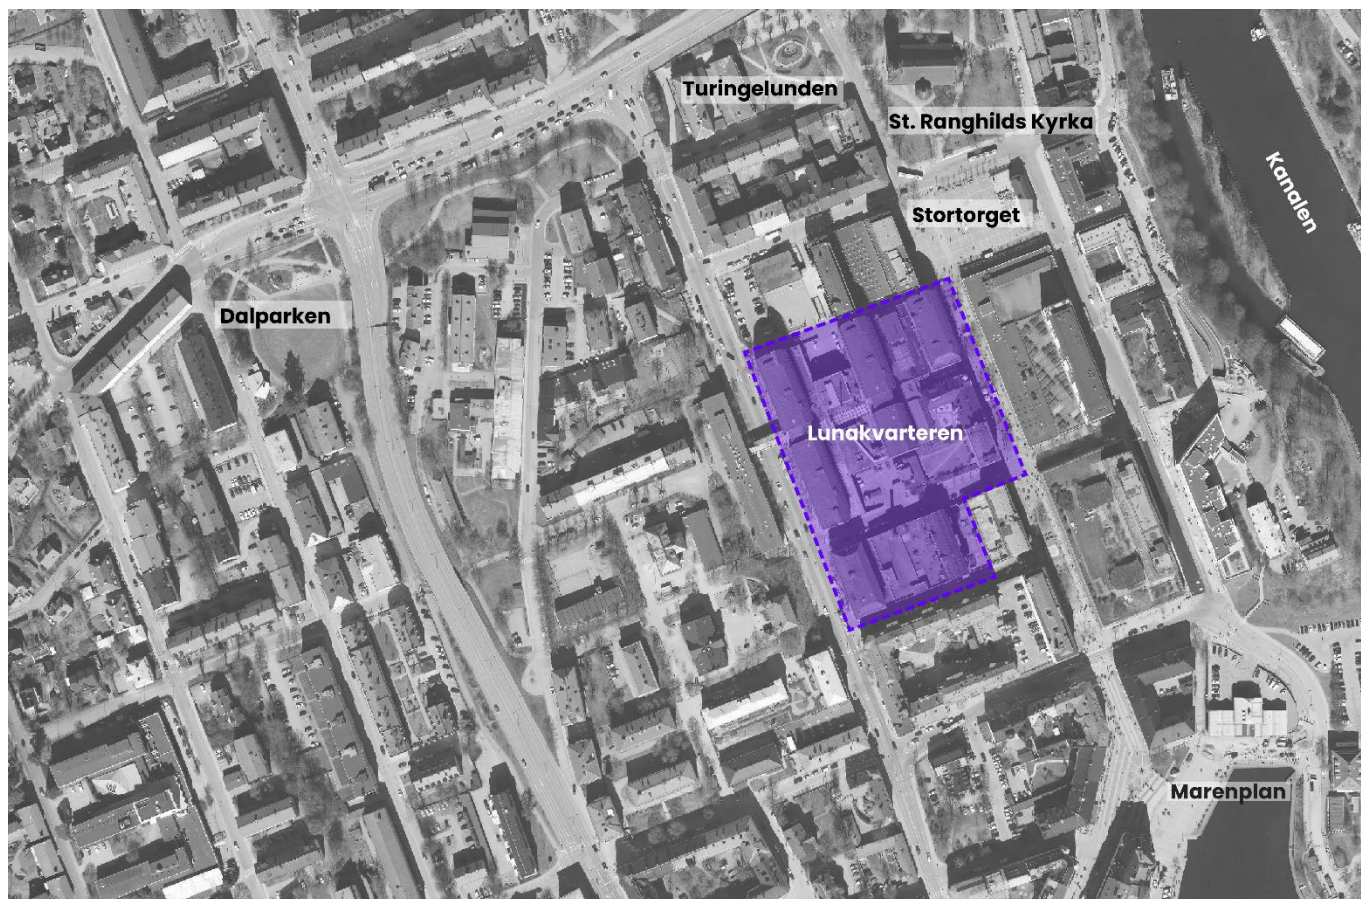 Turingelunden
St. Ranghilds Kyrka
Kanalen
Stortorget
Dalparken
Lunakvarteren
Marenplan